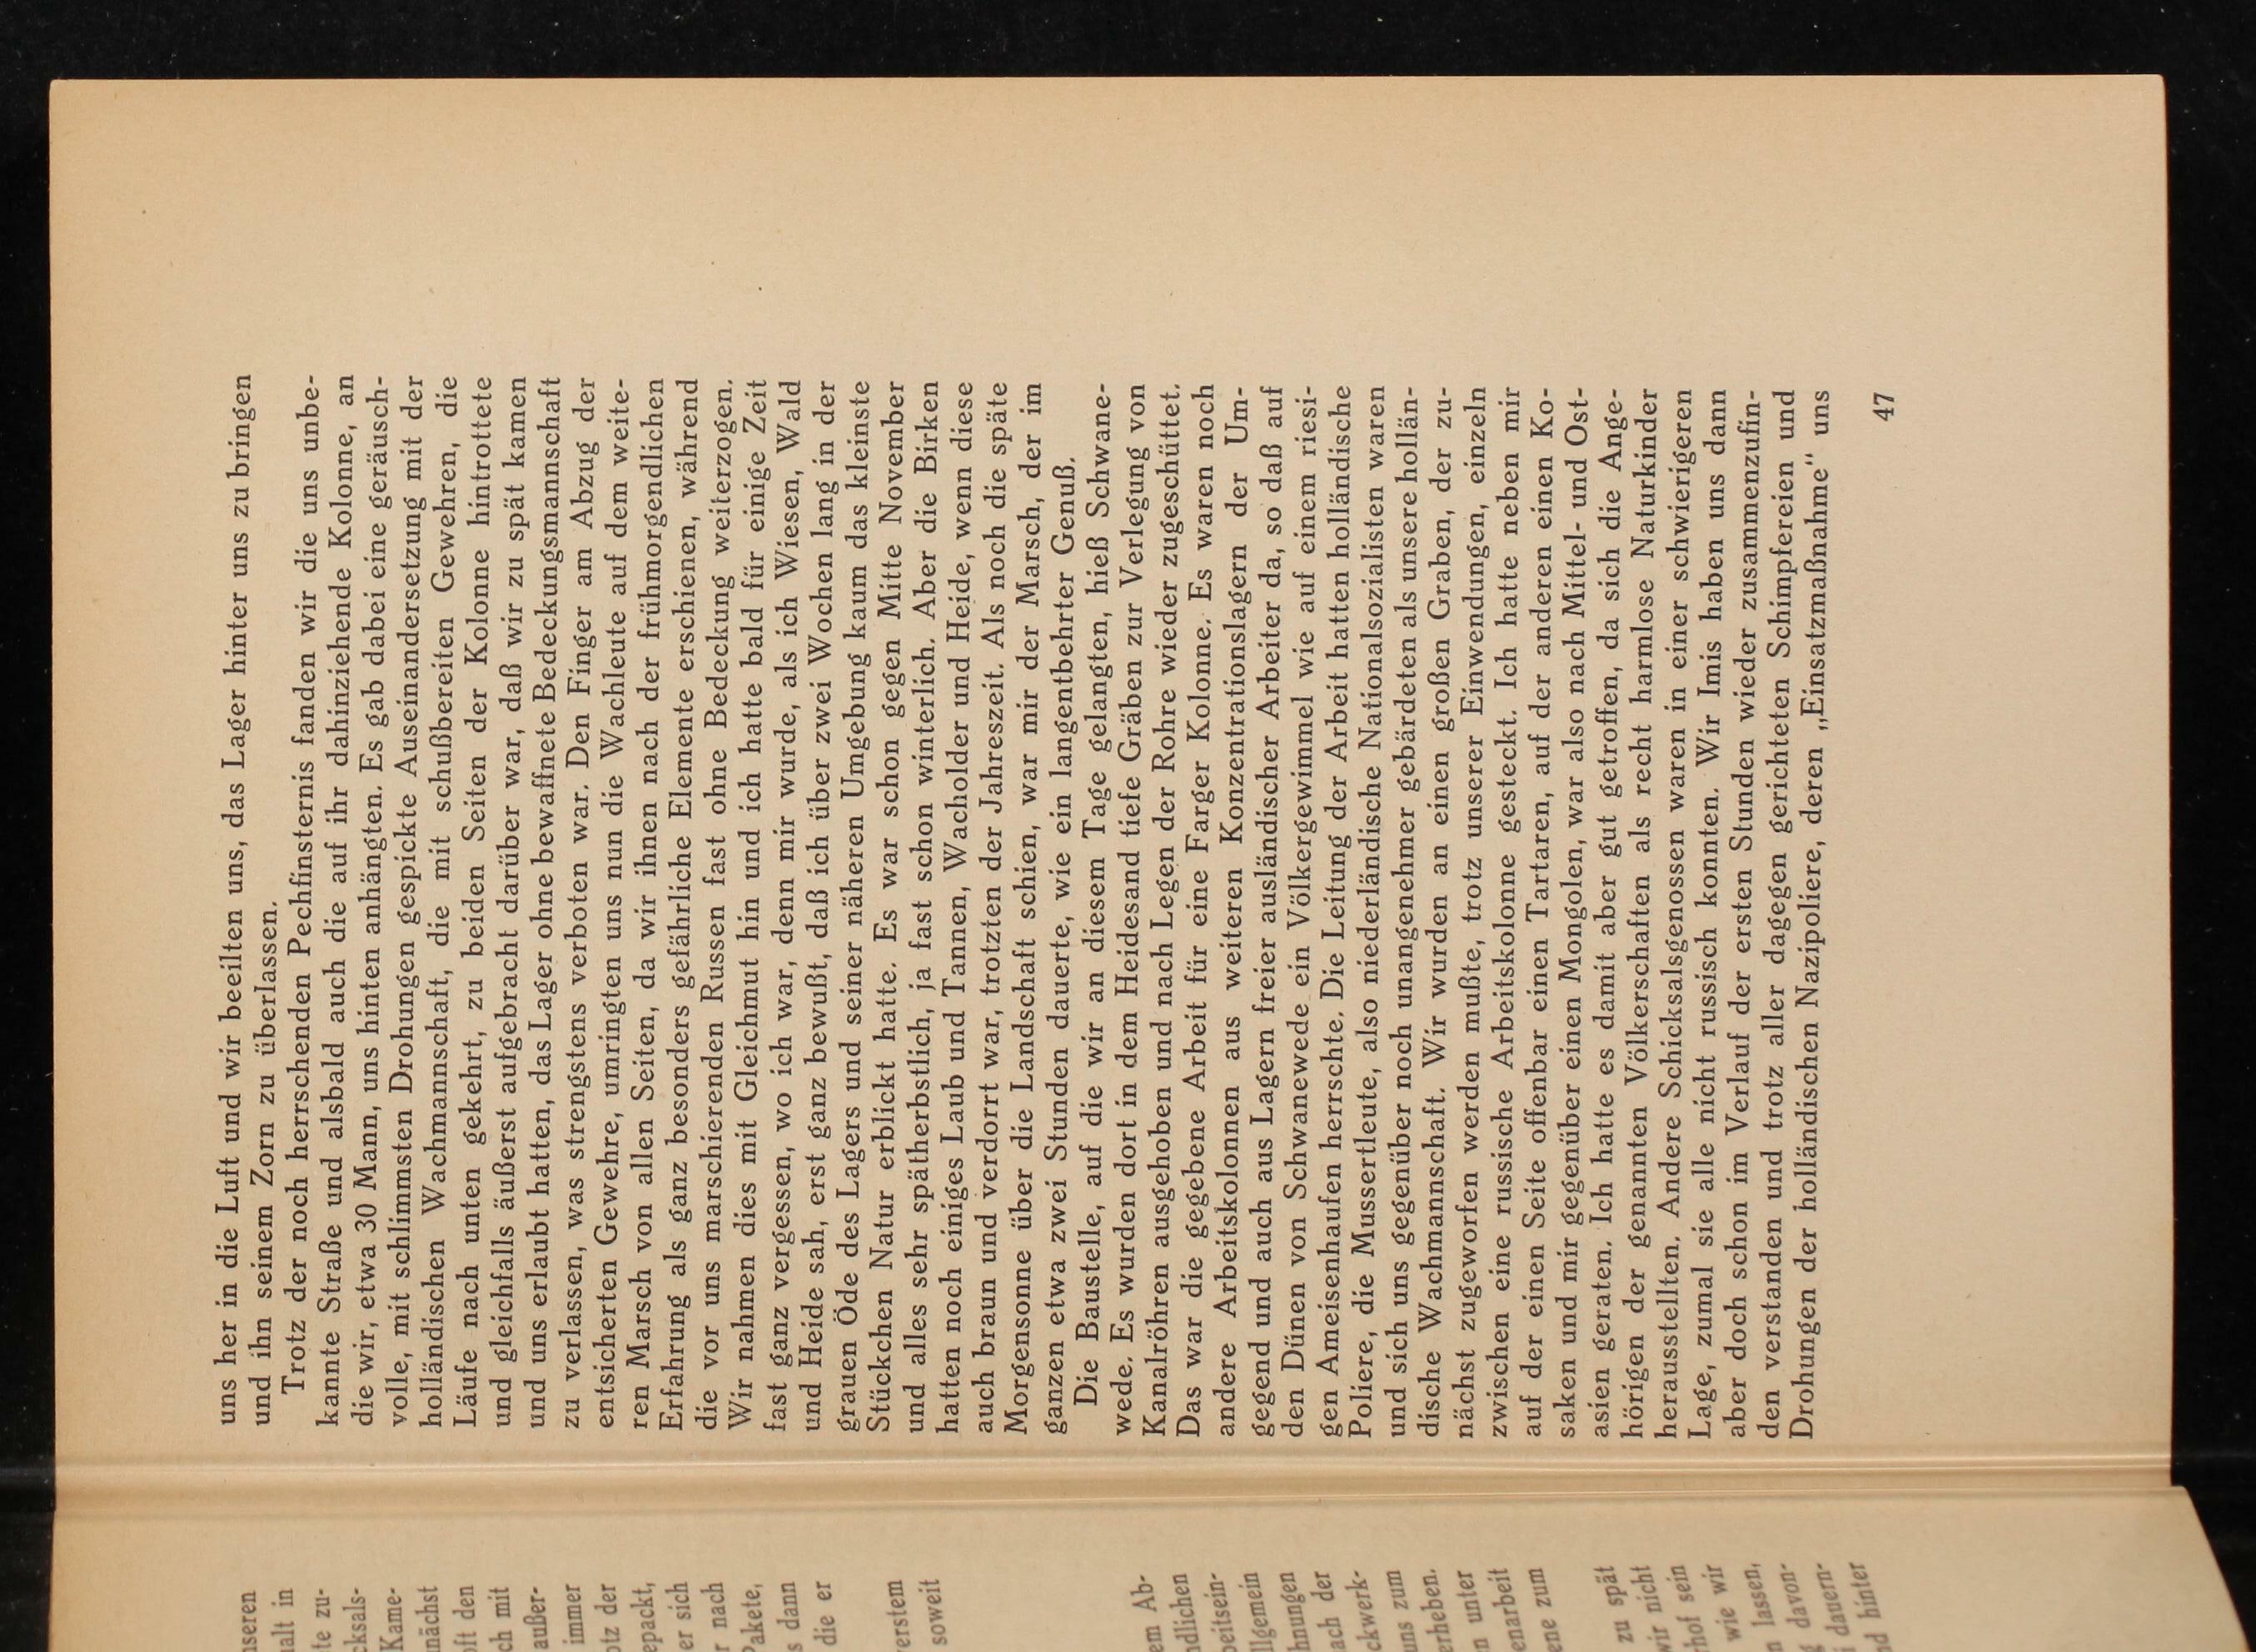 uns her in die Luft und wir beeilten uns, das Lager hinter uns zu bringen
und ihn seinem Zorn zu überlassen.
Trotz der noch herrschenden Pechfinsternis fanden wir die uns unbe-
kannte Straße und alsbald auch die auf ihr dahinziehende Kolonne, an
die wir, etwa 30 Mann, uns hinten anhängten. Es gab dabei eine geräusch-
volle, mit schlimmsten Drohungen gespickte Auseinandersetzung mit der
holländischen Wachmannschaft, die mit schußbereiten Gewehren, die
Läufe nach unten gekehrt, zu beiden Seiten der Kolonne hintrottete
und gleichfalls äußerst aufgebracht darüber war, daß wir zu spät kamen
und uns erlaubt hatten, das Lager ohne bewaffnete Bedeckungsmannschaft
zu verlassen, was strengstens verboten war. Den Finger am Abzug der
entsicherten Gewehre, umringten uns nun die Wachleute auf dem weite-
ren Marsch von allen Seiten, da wir ihnen nach der frühmorgendlichen
Erfahrung als ganz besonders gefährliche Elemente erschienen, während
die vor uns marschierenden Russen fast ohne Bedeckung weiterzogen.
Wir nahmen dies mit Gleichmut hin und ich hatte bald für einige Zeit
fast ganz vergessen, wo ich war, denn mir wurde, als ich Wiesen, Wald
und Heide sah, erst ganz bewußt, daß ich über zwei Wochen lang in der
grauen Öde des Lagers und seiner näheren Umgebung kaum das kleinste
Stückchen Natur erblickt hatte. Es war schon gegen Mitte November
und alles sehr spätherbstlich, ja fast schon winterlich. Aber die Birken
hatten noch einiges Laub und Tannen, Wacholder und Heide, wenn diese
auch braun und verdorrt war, trotzten der Jahreszeit. Als noch die späte
Morgensonne über die Landschaft schien, war mir der Marsch, der im
ganzen etwa zwei Stunden dauerte, wie ein langentbehrter Genuß.
Die Baustelle, auf die wir an diesem Tage gelangten, hieß Schwane-
wede. Es wurden dort in dem Heidesand tiefe Gräben zur Verlegung von
Kanalröhren ausgehoben und nach Legen der Rohre wieder zugeschüttet.
Das war die gegebene Arbeit für eine Farger Kolonne. Es waren noch
andere Arbeitskolonnen aus weiteren Konzentrationslagern der Um-
gegend und auch aus Lagern freier ausländischer Arbeiter da, so daß auf
den Dünen von Schwanewede ein Völkergewimmel wie auf einem riesi-
gen Ameisenhaufen herrschte. Die Leitung der Arbeit hatten holländische
Poliere, die Mussertleute, also niederländische Nationalsozialisten waren
und sich uns gegenüber noch unangenehmer gebärdeten als unsere hollän-
dische Wachmannschaft. Wir wurden an einen großen Graben, der zu-
nächst zugeworfen werden mußte, trotz unserer Einwendungen, einzeln
zwischen eine russische Arbeitskolonne gesteckt. Ich hatte neben mir
auf der einen Seite offenbar einen Tartaren, auf der anderen einen Ko-
saken und mir gegenüber einen Mongolen, war also nach Mittel- und Ost-
asien geraten. Ich hatte es damit aber gut getroffen, da sich die Ange-
hörigen der genannten Völkerschaften als recht harmlose Naturkinder
herausstellten. Andere Schicksalsgenossen waren in einer schwierigeren
Lage, zumal sie alle nicht russisch konnten. Wir Imis haben uns dann
aber doch schon im Verlauf der ersten Stunden wieder zusammenzufin-
den verstanden und trotz aller dagegen gerichteten Schimpfereien und
Drohungen der holländischen Nazipoliere, deren „Einsatzmaßnahme“ uns
47